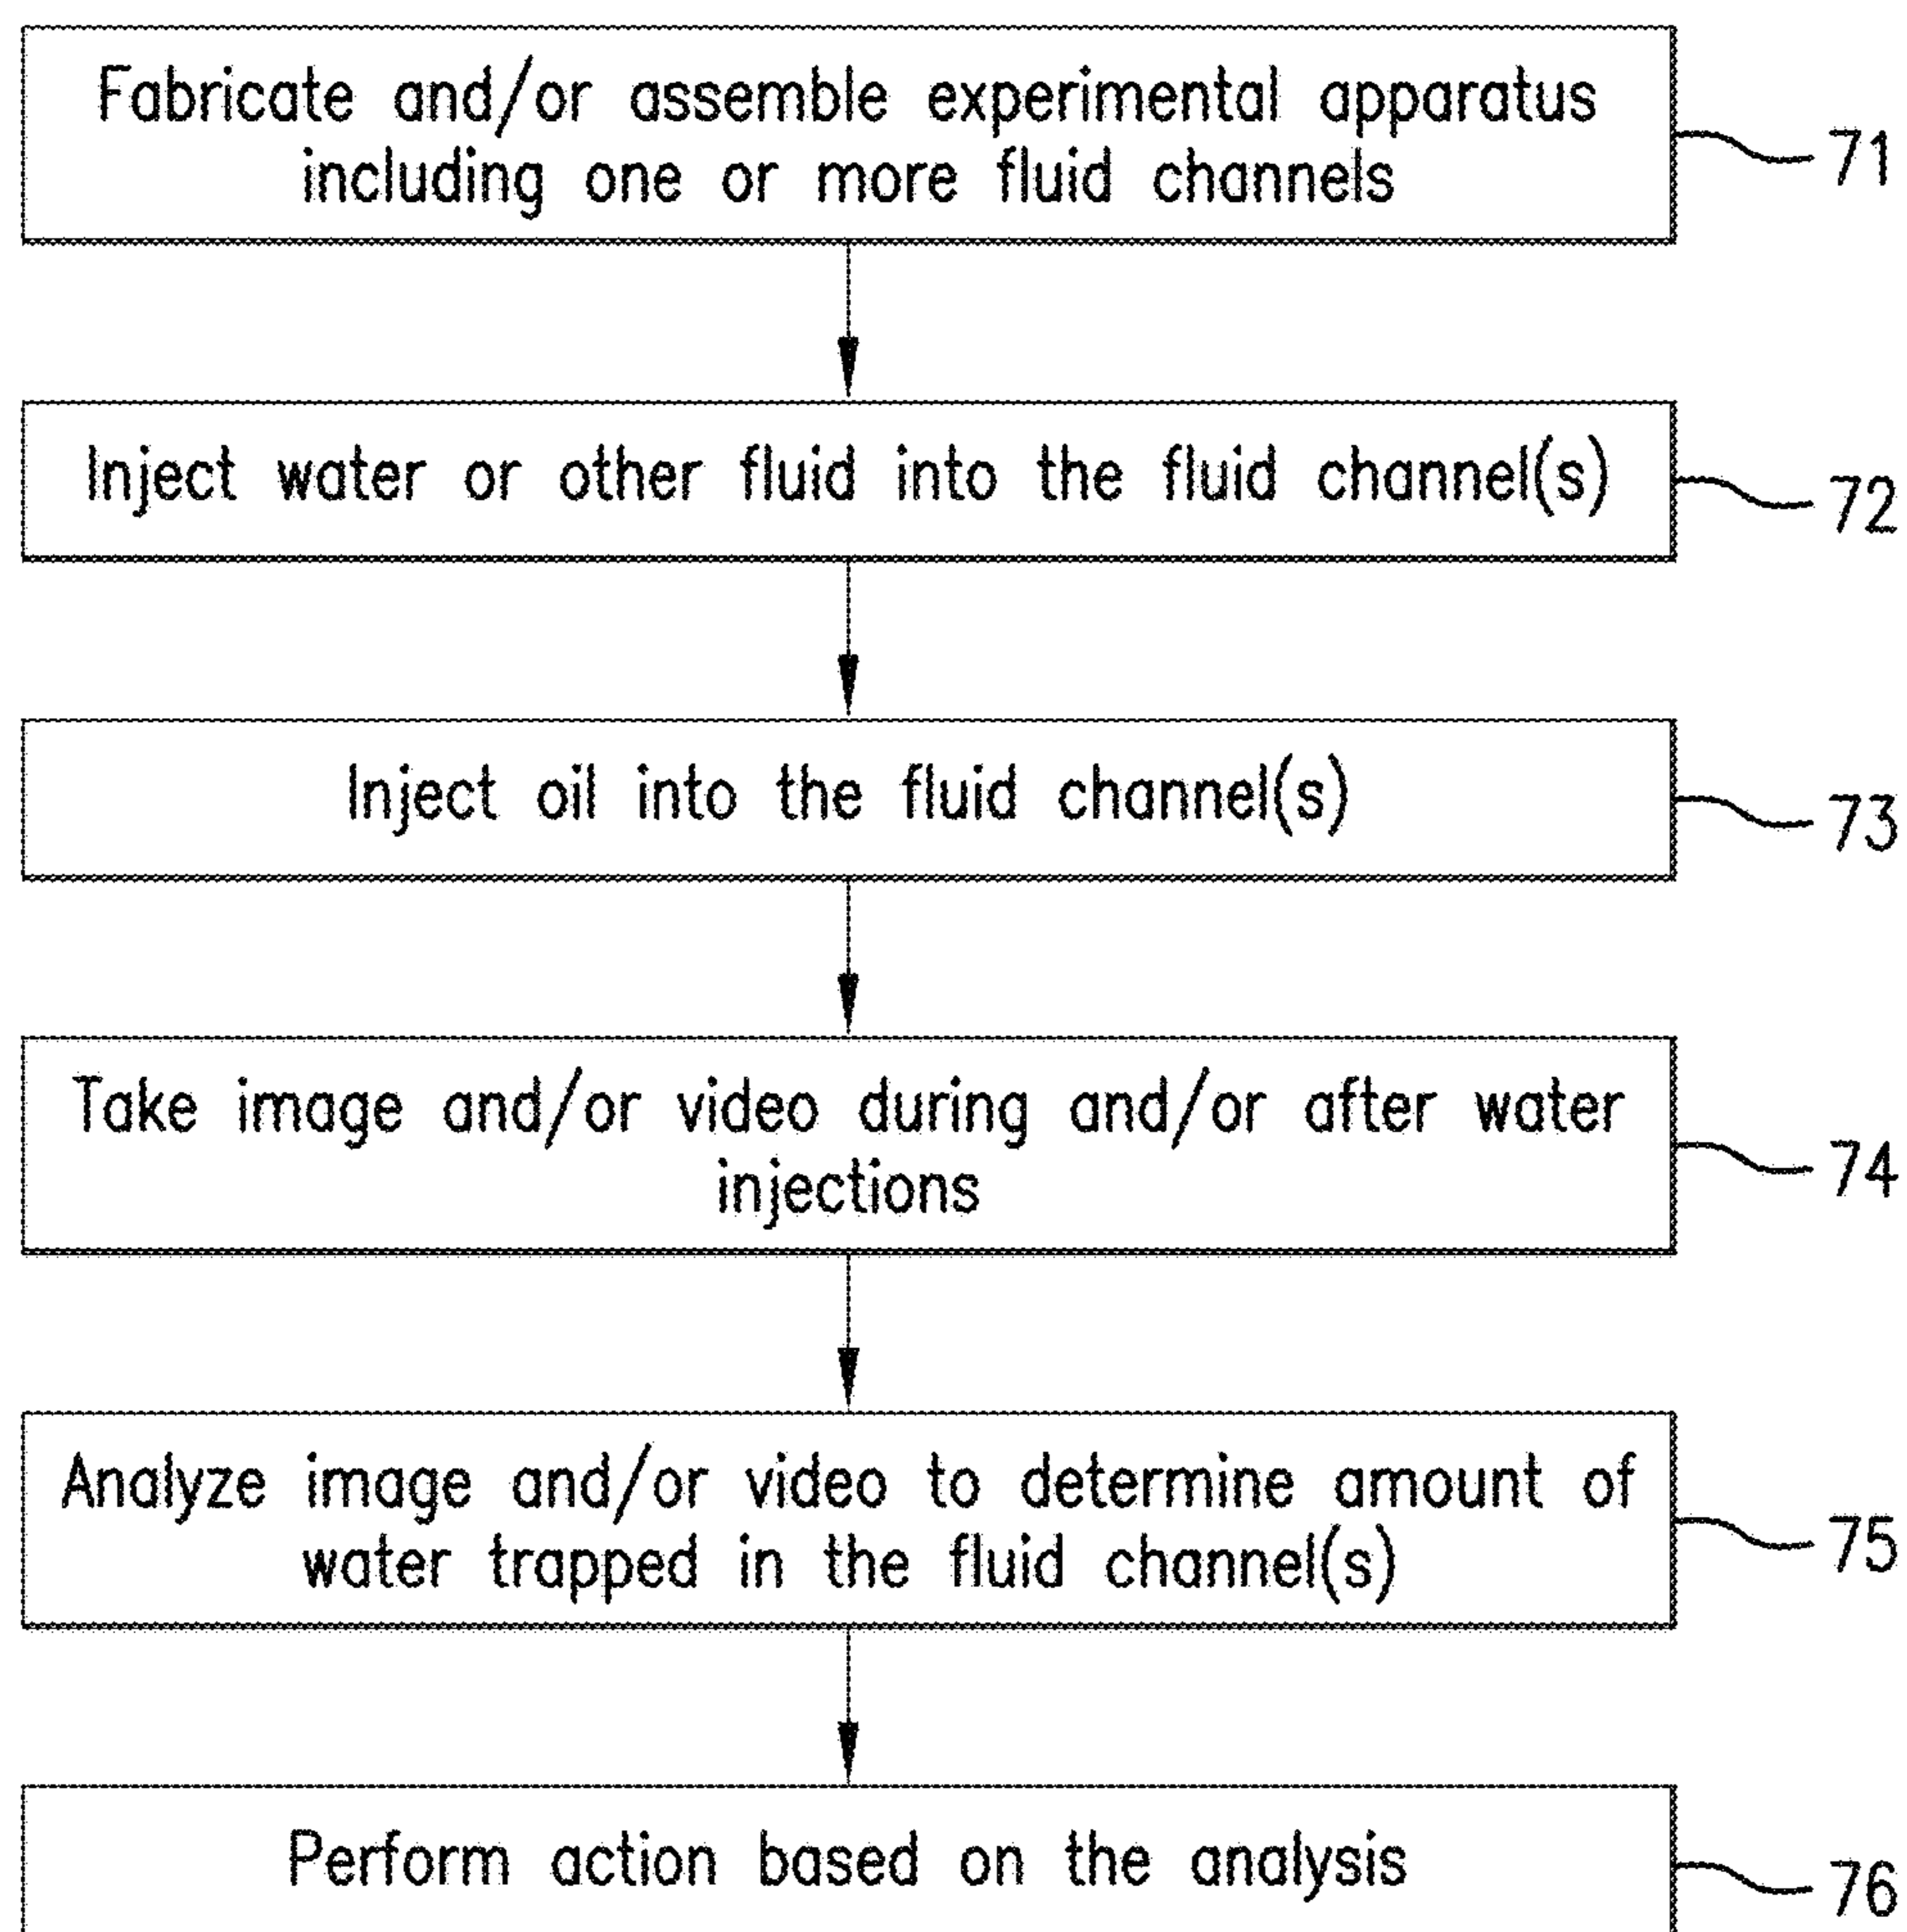 Fabricate and/or assemble experimental apparatus
including one or more fluid channels
71
Inject water or other fluid into the fluid channel(s)
72
Inject oil into the fluid channel(s)
73
Take image and/or video during and/or after water
injections
74
Analyze image and/or video to determine amount of
water trapped in the fluid channel(s)
75
Perform action based on the analysis
76